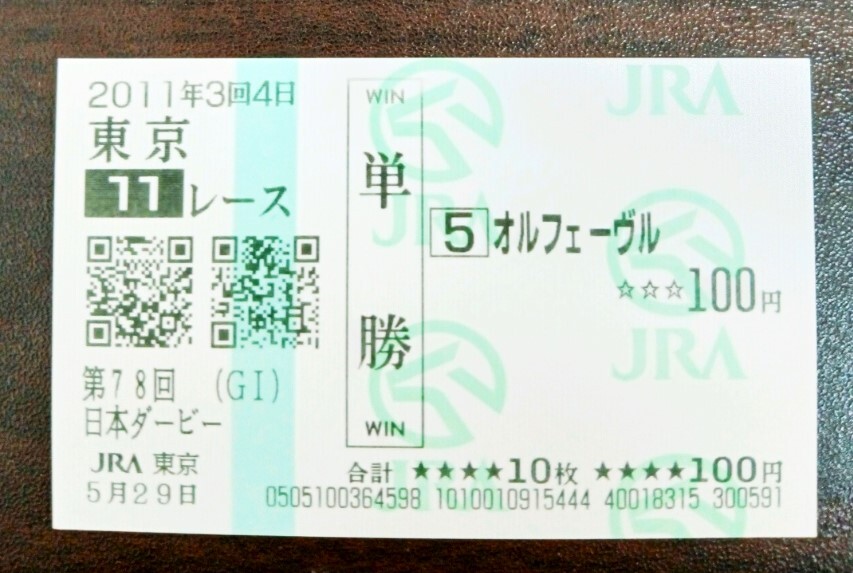 2011年3回4日
東京
11レース
第78回 (GI)
日本ダービー
JRA 東京
5月29日
WIN
単勝
WIN
5 オルフェーヴル
☆☆☆100円
合計 ★★★★10枚 ★★★★100円
0505100364598 1010010915444 40018315 300591
JRA
JRA
JRA
JRA